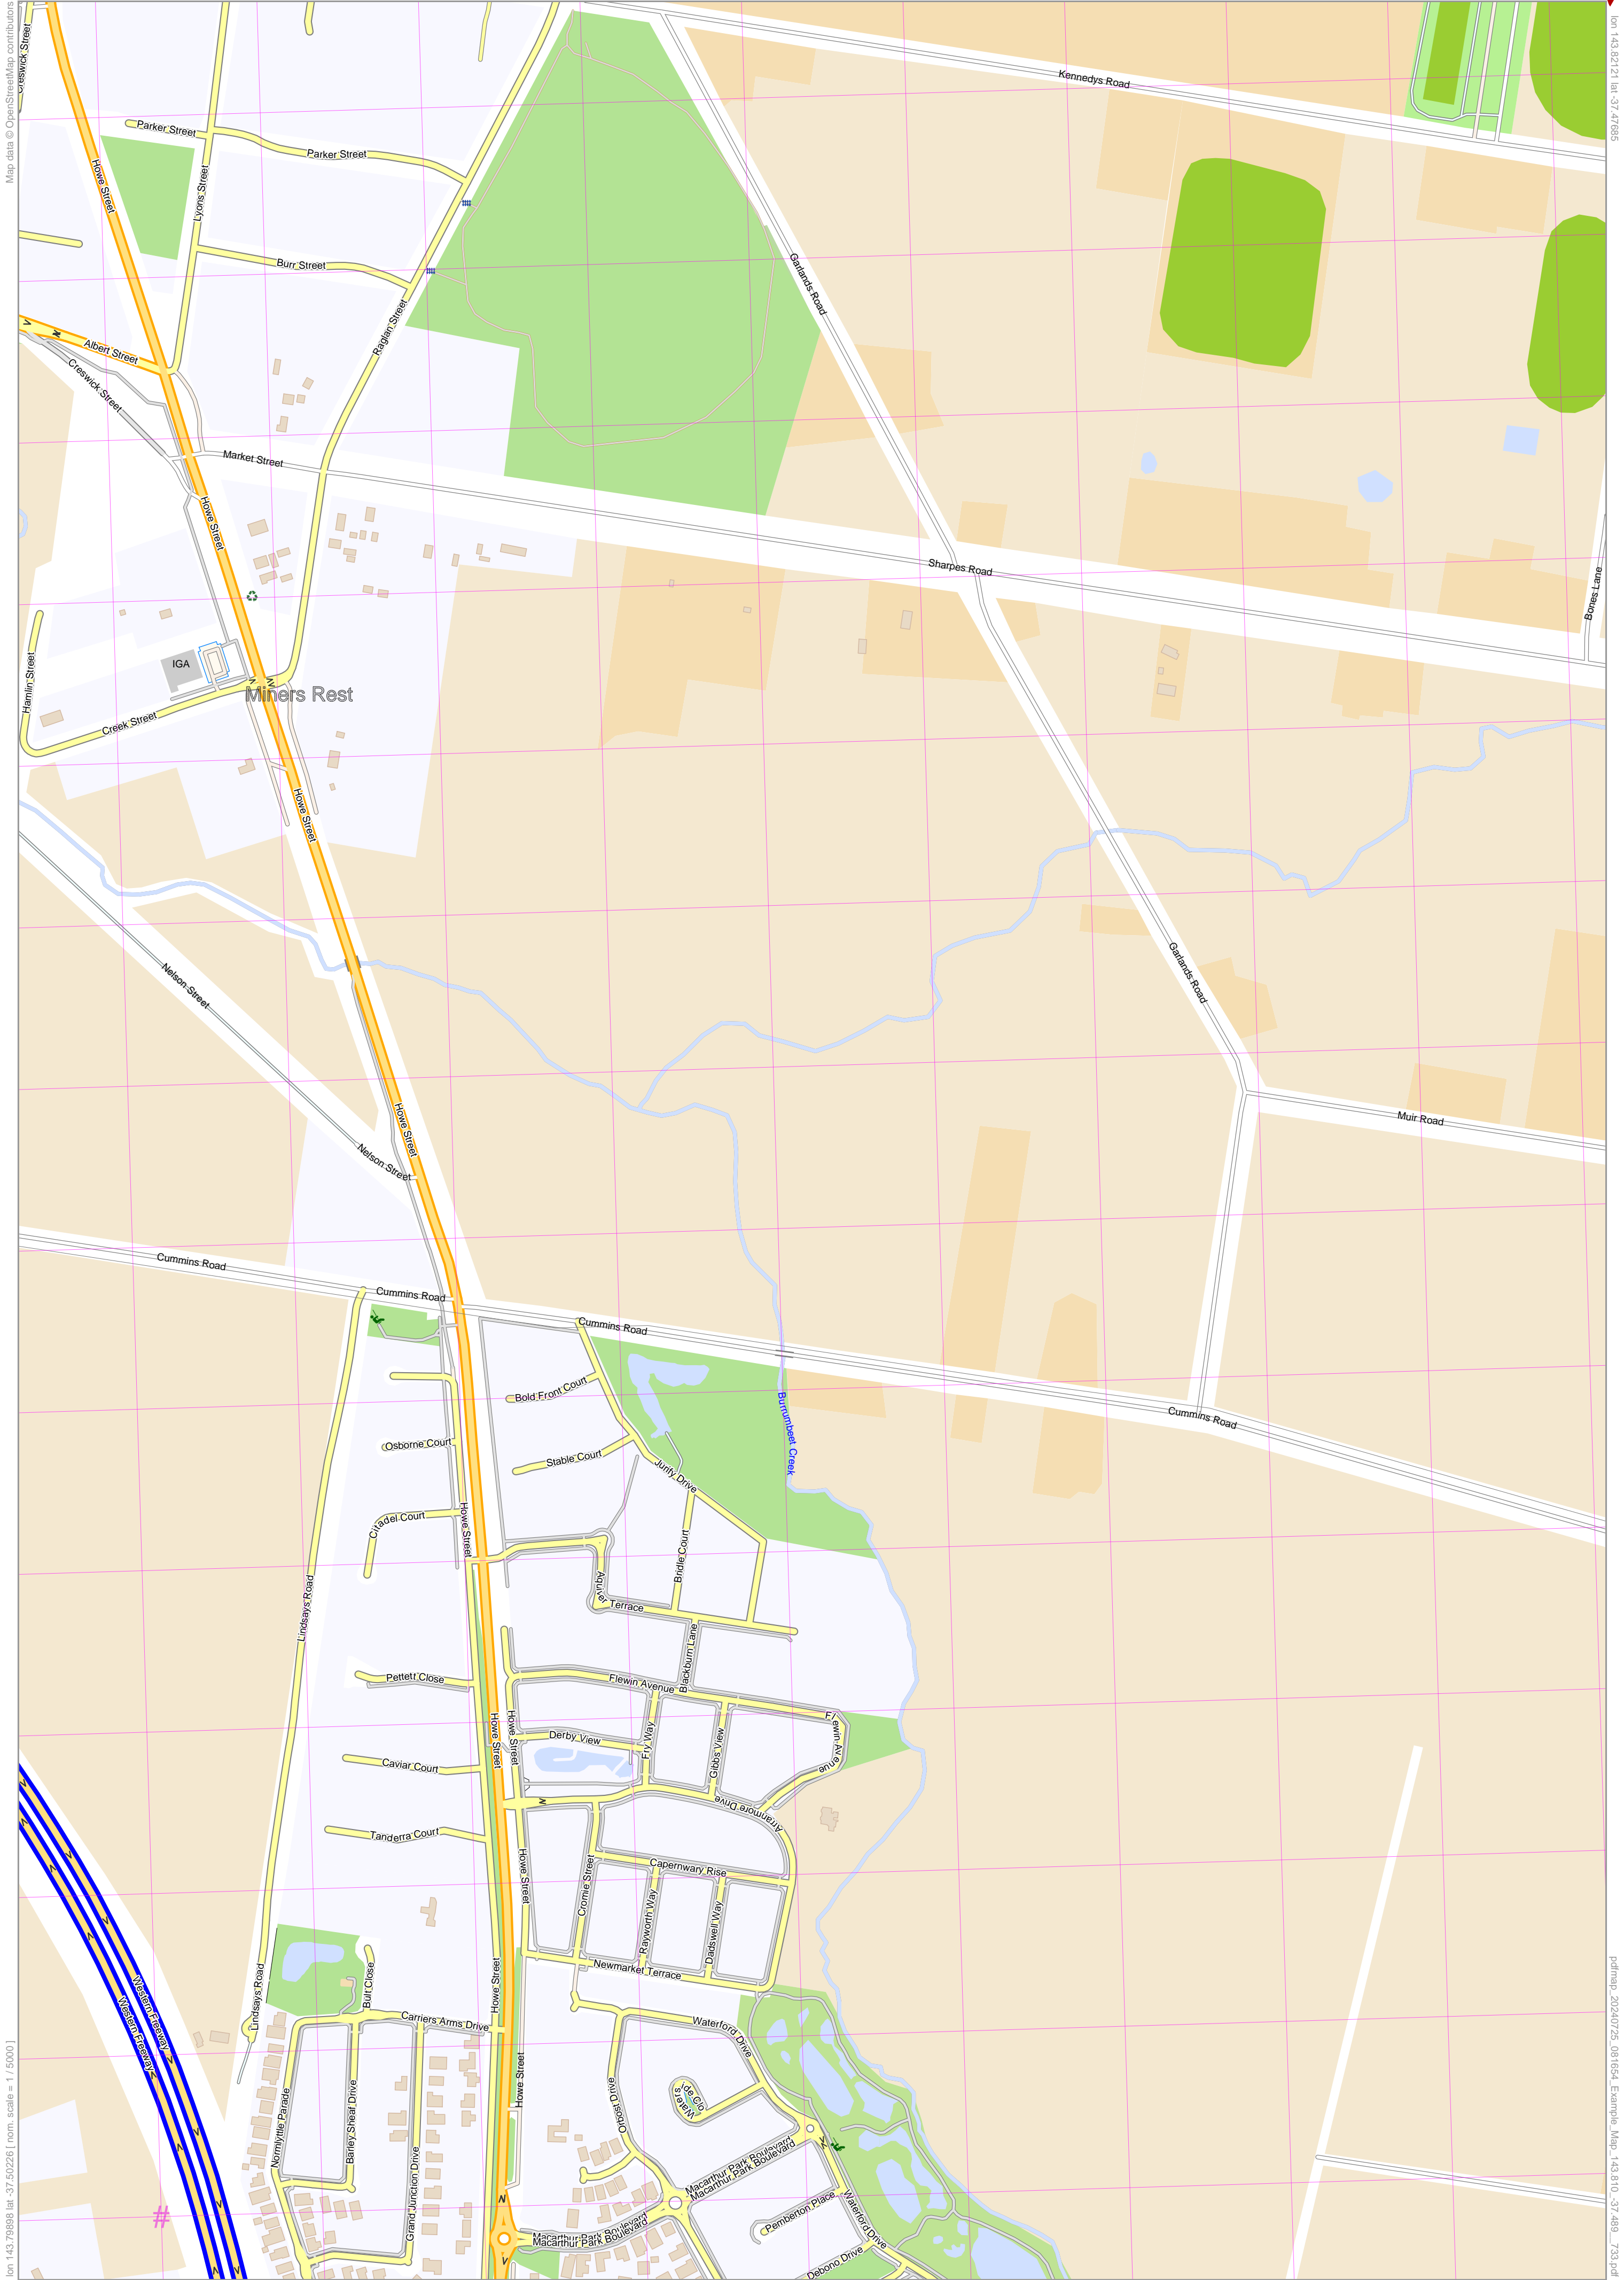 Map data © OpenStreetMap contributors
lon 143.82121 lat -37.47685
Creswick Street
Kennedys Road
Parker Street
Parker Street
Howe Street
Lyons Street
Burr Street
Garlands Road
Raglan Street
Albert Street
Creswick Street
Market Street
Howe Street
Sharpes Road
Bones Lane
IGA
Hamlin Street
Miners Rest
Creek Street
Howe Street
Nelson Street
Garlands Road
Howe Street
Muir Road
Nelson Street
Cummins Road
Cummins Road
Cummins Road
Bold Front Court
Cummins Road
Burrumbeet Creek
Osborne Court
Stable Court
Jurify Drive
Citadel Court
Howe Street
Bridle Court
Lindsays Road
Terrace
Blackburn Lane
Pettett Close
Flewin Avenue
Howe Street
Howe Street
Derby View
Fry Way
Gibbs View
Flewin Avenue
Caviar Court
Arranmore Drive
Tanderra Court
Capernwary Rise
Howe Street
Cromie Street
Rayworth Way
Dadswell Way
Newmarket Terrace
Howe Street
Lindsays Road
Bult Close
Western Freeway
Western Freeway
Carriers Arms Drive
Waterford Drive
Howe Street
Normlyttle Parade
Barley Sheaf Drive
Orbost Drive
Grand Junction Drive
Macarthur Park Boulevard
Macarthur Park Boulevard
Pemberton Place
Waterford Drive
Macarthur Park Boulevard
Macarthur Park Boulevard
Debono Drive
#
lon 143.79898 lat -37.50226 [ nom. scale = 1 / 5000 ]
pdfmap_20240725_081654_Example_Map_143.810_-37.489__733.pdf